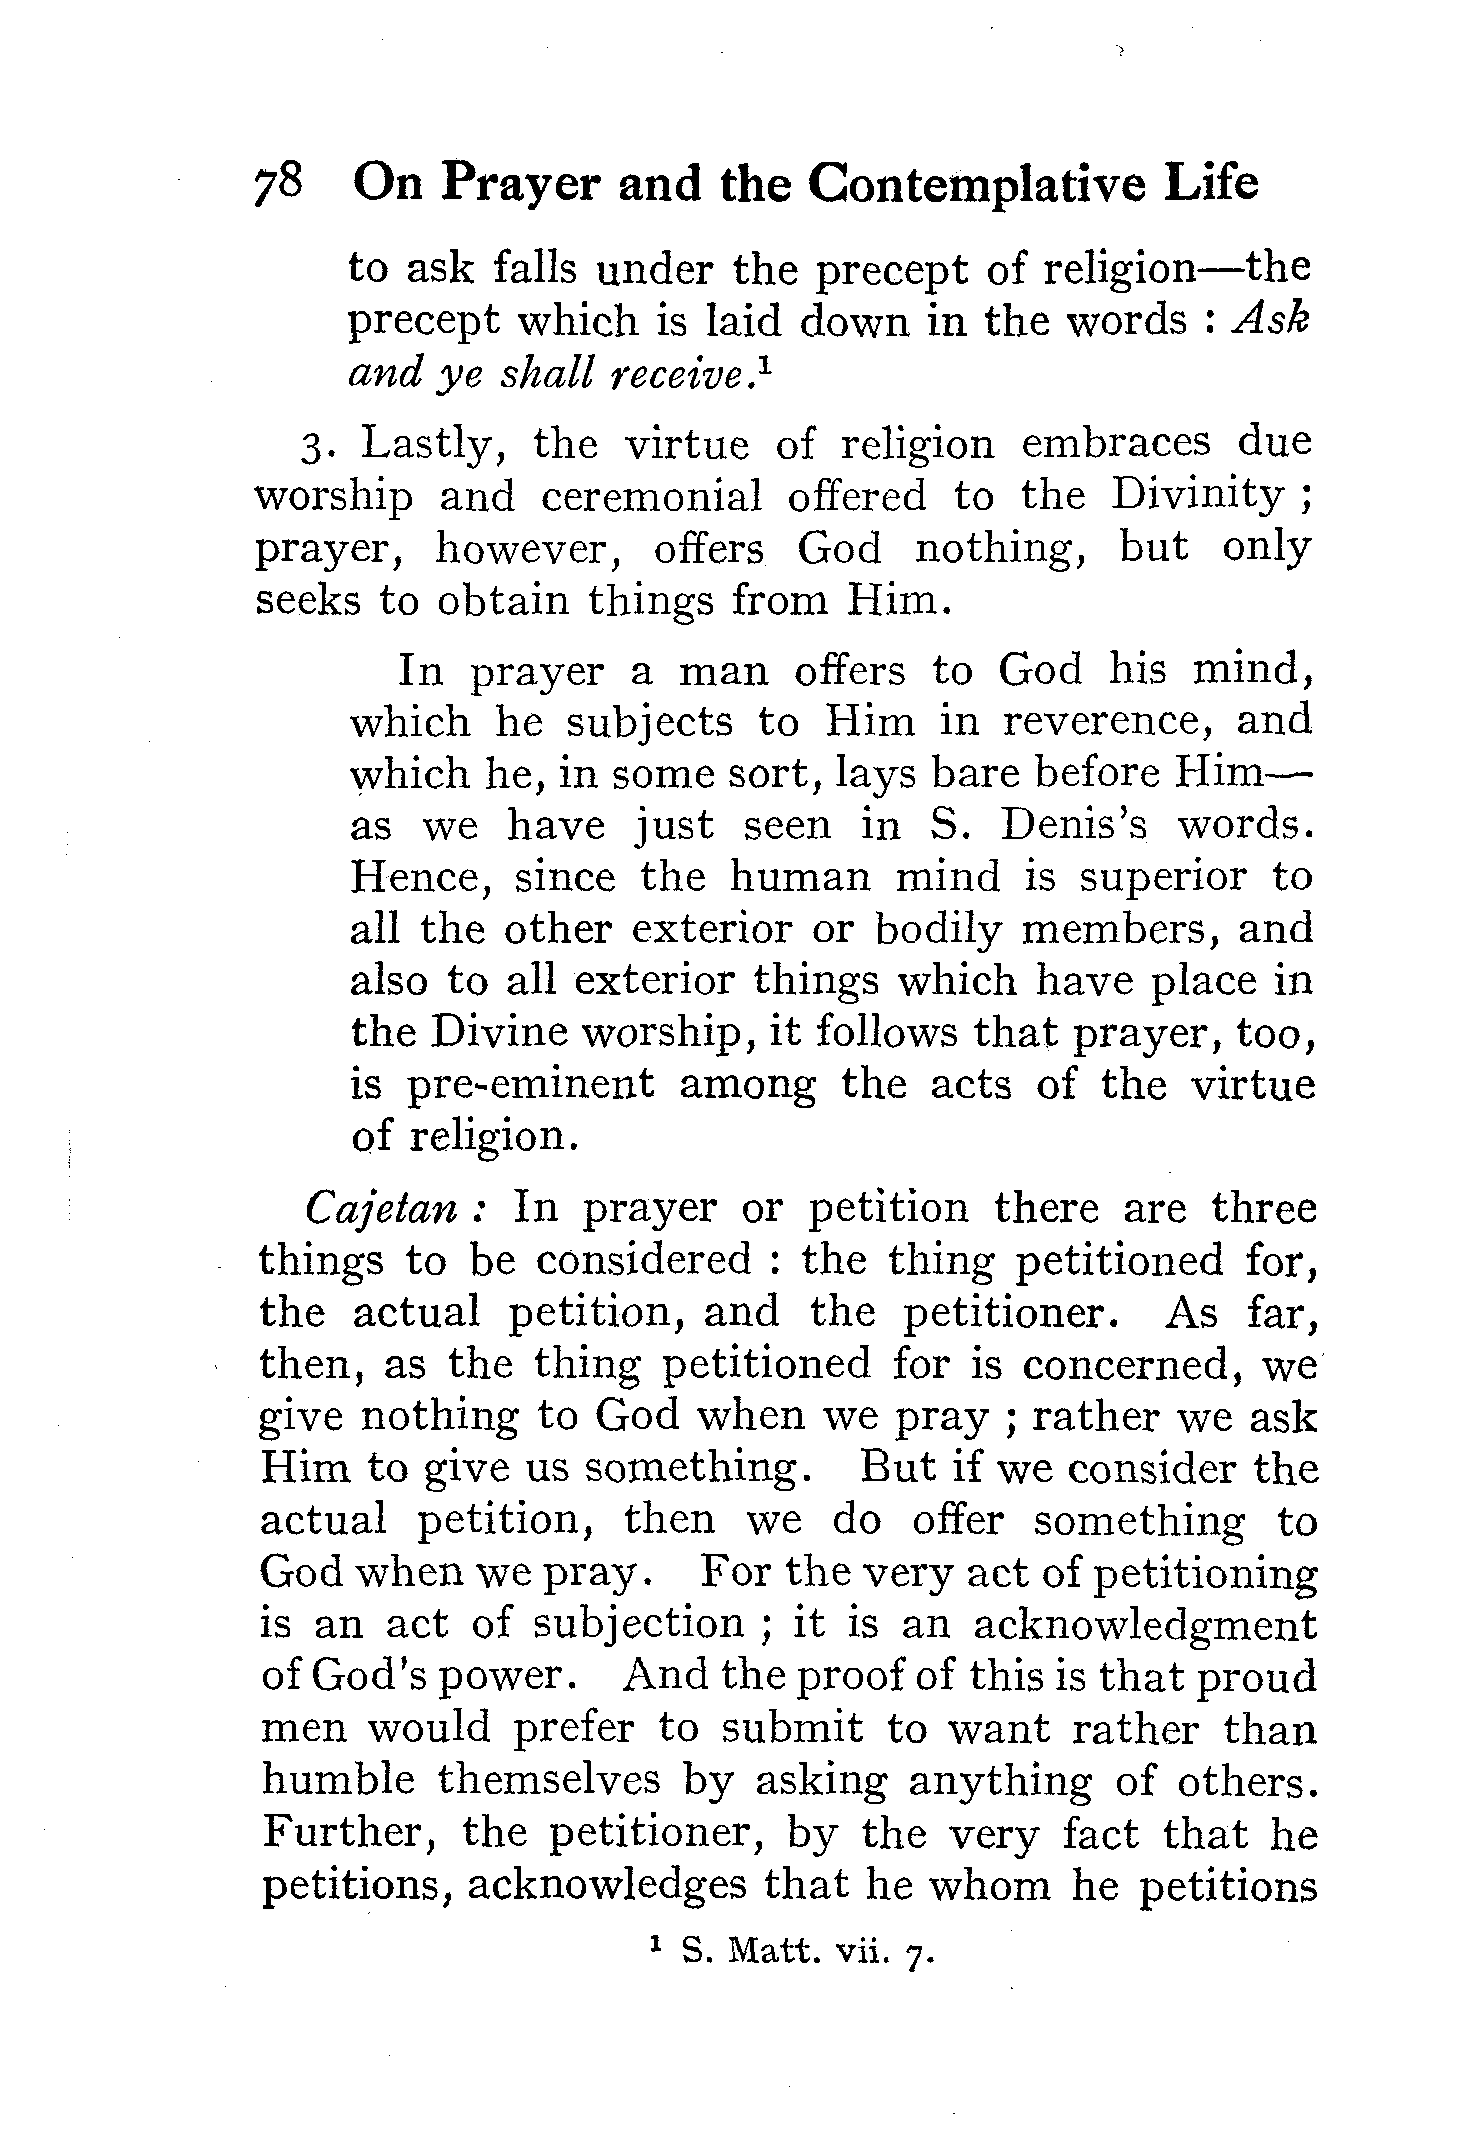 78 On Prayer and the Contemplative Life
to ask falls under the precept of religion—the
precept which is laid down in the words : Ask
and ye shall receive.¹
3. Lastly, the virtue of religion embraces due
worship and ceremonial offered to the Divinity ;
prayer, however, offers God nothing, but only
seeks to obtain things from Him.
In prayer a man offers to God his mind,
which he subjects to Him in reverence, and
which he, in some sort, lays bare before Him—
as we have just seen in S. Denis's words.
Hence, since the human mind is superior to
all the other exterior or bodily members, and
also to all exterior things which have place in
the Divine worship, it follows that prayer, too,
is pre-eminent among the acts of the virtue
of religion.
Cajetan : In prayer or petition there are three
things to be considered : the thing petitioned for,
the actual petition, and the petitioner. As far,
then, as the thing petitioned for is concerned, we
give nothing to God when we pray ; rather we ask
Him to give us something. But if we consider the
actual petition, then we do offer something to
God when we pray. For the very act of petitioning
is an act of subjection ; it is an acknowledgment
of God's power. And the proof of this is that proud
men would prefer to submit to want rather than
humble themselves by asking anything of others.
Further, the petitioner, by the very fact that he
petitions, acknowledges that he whom he petitions
¹ S. Matt. vii. 7.